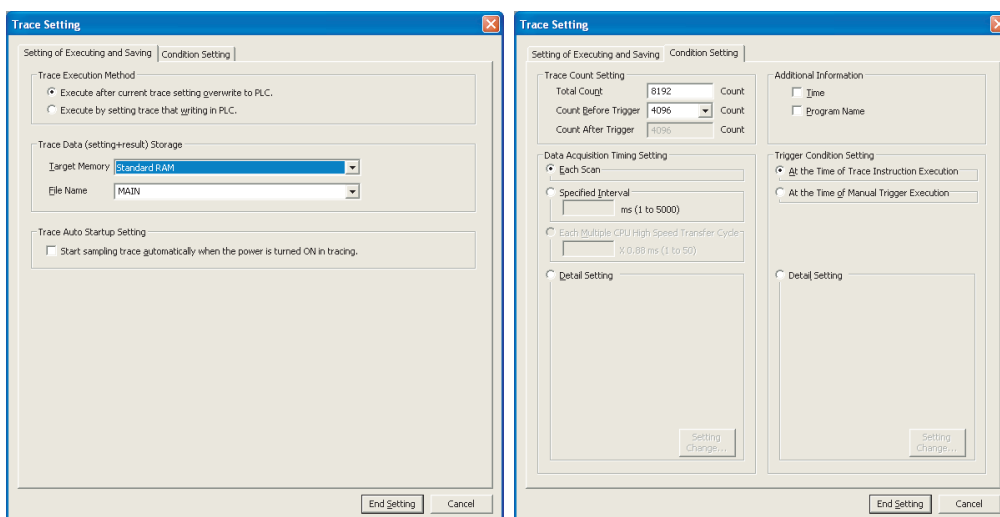 Trace Setting
Setting of Executing and Saving
Condition Setting
Trace Execution Method
Execute after current trace setting overwrite to PLC.
Execute by setting trace that writing in PLC.
Trace Data (setting+result) Storage
Target Memory Standard RAM
File Name MAIN
Trace Auto Startup Setting
Start sampling trace automatically when the power is turned ON in tracing.
End Setting Cancel
Trace Setting
Setting of Executing and Saving
Condition Setting
Trace Count Setting
Total Count 8192 Count
Count Before Trigger 4096 Count
Count After Trigger 4096 Count
Additional Information
Time
Program Name
Data Acquisition Timing Setting
Each Scan
Specified Interval
ms (1 to 5000)
Each Multiple CPU High Speed Transfer Cycle
X 0.88 ms (1 to 50)
Detail Setting
Setting
Change...
Trigger Condition Setting
At the Time of Trace Instruction Execution
At the Time of Manual Trigger Execution
Detail Setting
Setting
Change...
End Setting Cancel